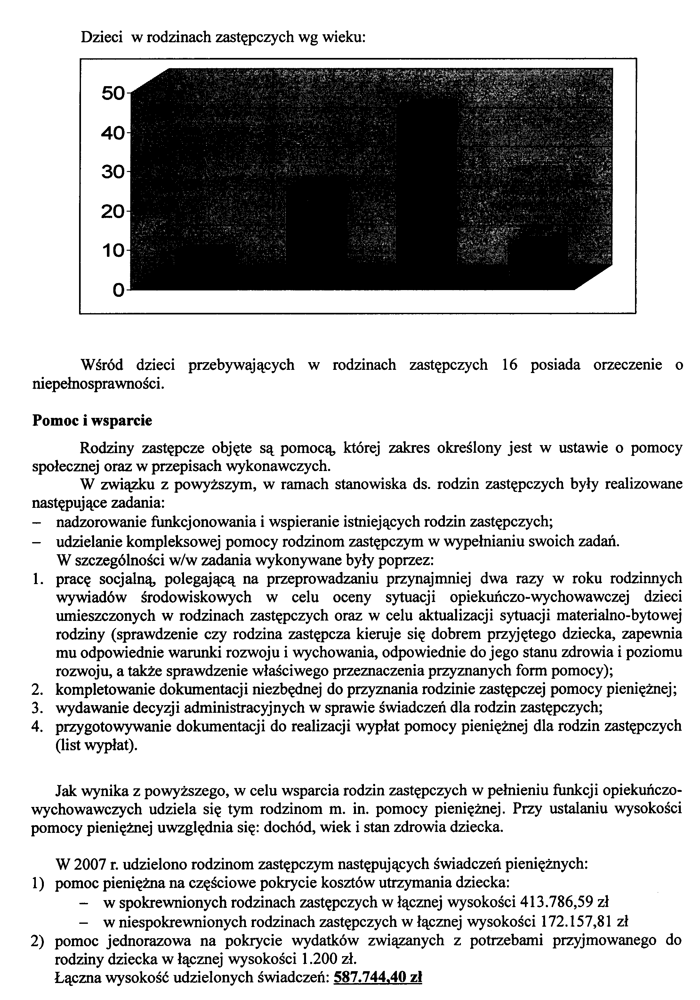 Dzieci w rodzinach zastępczych wg wieku:
50
40
30
20
10
0
Wśród dzieci przebywających w rodzinach zastępczych 16 posiada orzeczenie o
niepełnosprawności.
Pomoc i wsparcie
Rodziny zastępcze objęte są pomocą, której zakres określony jest w ustawie o pomocy
społecznej oraz w przepisach wykonawczych.
W związku z powyższym, w ramach stanowiska ds. rodzin zastępczych były realizowane
następujące zadania:
– nadzorowanie funkcjonowania i wspieranie istniejących rodzin zastępczych;
– udzielanie kompleksowej pomocy rodzinom zastępczym w wypełnianiu swoich zadań.
W szczególności w/w zadania wykonywane były poprzez:
1. pracę socjalną, polegającą na przeprowadzaniu przynajmniej dwa razy w roku rodzinnych
wywiadów środowiskowych w celu oceny sytuacji opiekuńczo-wychowawczej dzieci
umieszczonych w rodzinach zastępczych oraz w celu aktualizacji sytuacji materialno-bytowej
rodziny (sprawdzenie czy rodzina zastępcza kieruje się dobrem przyjętego dziecka, zapewnia
mu odpowiednie warunki rozwoju i wychowania, odpowiednie do jego stanu zdrowia i poziomu
rozwoju, a także sprawdzenie właściwego przeznaczenia przyznanych form pomocy);
2. kompletowanie dokumentacji niezbędnej do przyznania rodzinie zastępczej pomocy pieniężnej;
3. wydawanie decyzji administracyjnych w sprawie świadczeń dla rodzin zastępczych;
4. przygotowywanie dokumentacji do realizacji wypłat pomocy pieniężnej dla rodzin zastępczych
(list wypłat).
Jak wynika z powyższego, w celu wsparcia rodzin zastępczych w pełnieniu funkcji opiekuńczo-
wychowawczych udziela się tym rodzinom m. in. pomocy pieniężnej. Przy ustalaniu wysokości
pomocy pieniężnej uwzględnia się: dochód, wiek i stan zdrowia dziecka.
W 2007 r. udzielono rodzinom zastępczym następujących świadczeń pieniężnych:
1) pomoc pieniężna na częściowe pokrycie kosztów utrzymania dziecka:
– w spokrewnionych rodzinach zastępczych w łącznej wysokości 413.786,59 zł
– w niespokrewnionych rodzinach zastępczych w łącznej wysokości 172.157,81 zł
2) pomoc jednorazowa na pokrycie wydatków związanych z potrzebami przyjmowanego do
rodziny dziecka w łącznej wysokości 1.200 zł.
Łączna wysokość udzielonych świadczeń: 587.744,40 zł